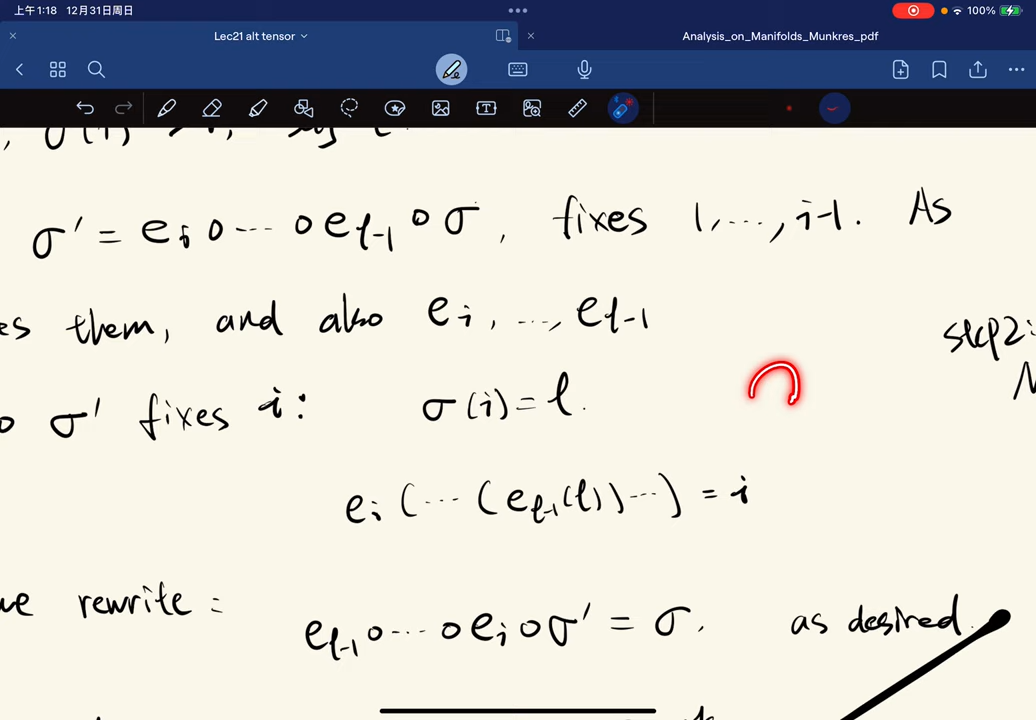 上午1:18 12月31日周日 100%
Lec21 alt tensor Analysis_on_Manifolds_Munkres_pdf
σ(i)
σ' = e_i ∘ ⋯ ∘ e_{ℓ-1} ∘ σ, fixes 1, ..., i-1. As
them, and also e_i, ..., e_{ℓ-1}
step2:
σ' fixes i: σ(i) = ℓ.
e_i(⋯(e_{ℓ-1}(ℓ))⋯) = i
rewrite:
e_{ℓ-1} ∘ ⋯ ∘ e_i ∘ σ' = σ. as desired.